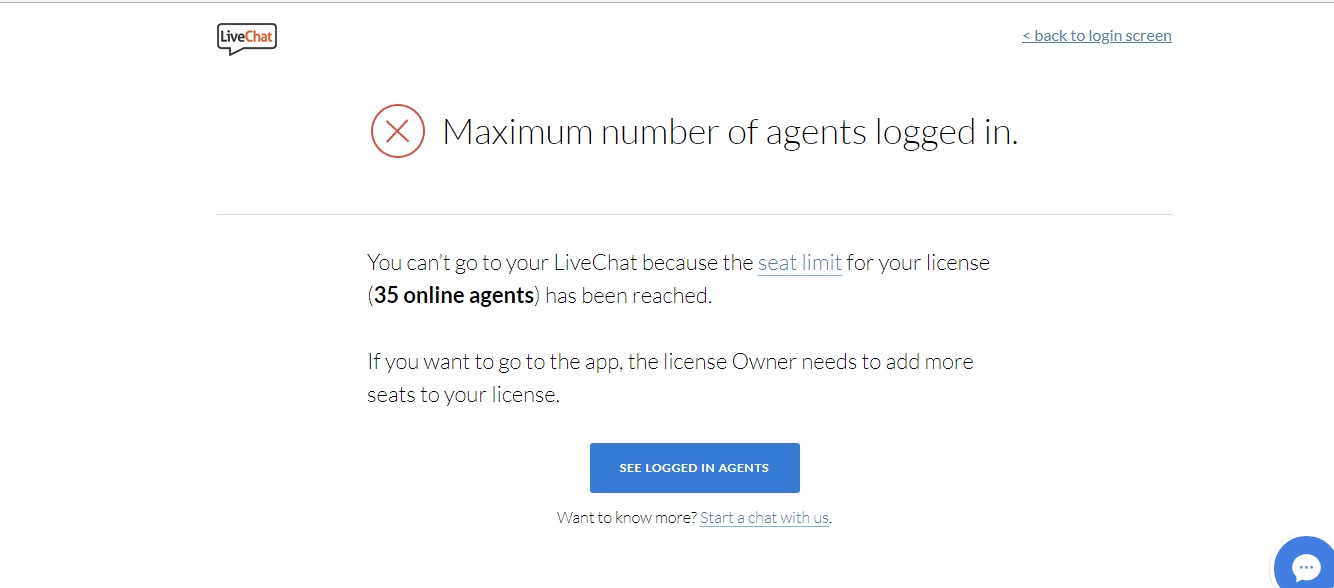 LiveChat
< back to login screen
Maximum number of agents logged in.
You can’t go to your LiveChat because the seat limit for your license
(35 online agents) has been reached.
If you want to go to the app, the license Owner needs to add more
seats to your license.
SEE LOGGED IN AGENTS
Want to know more? Start a chat with us.